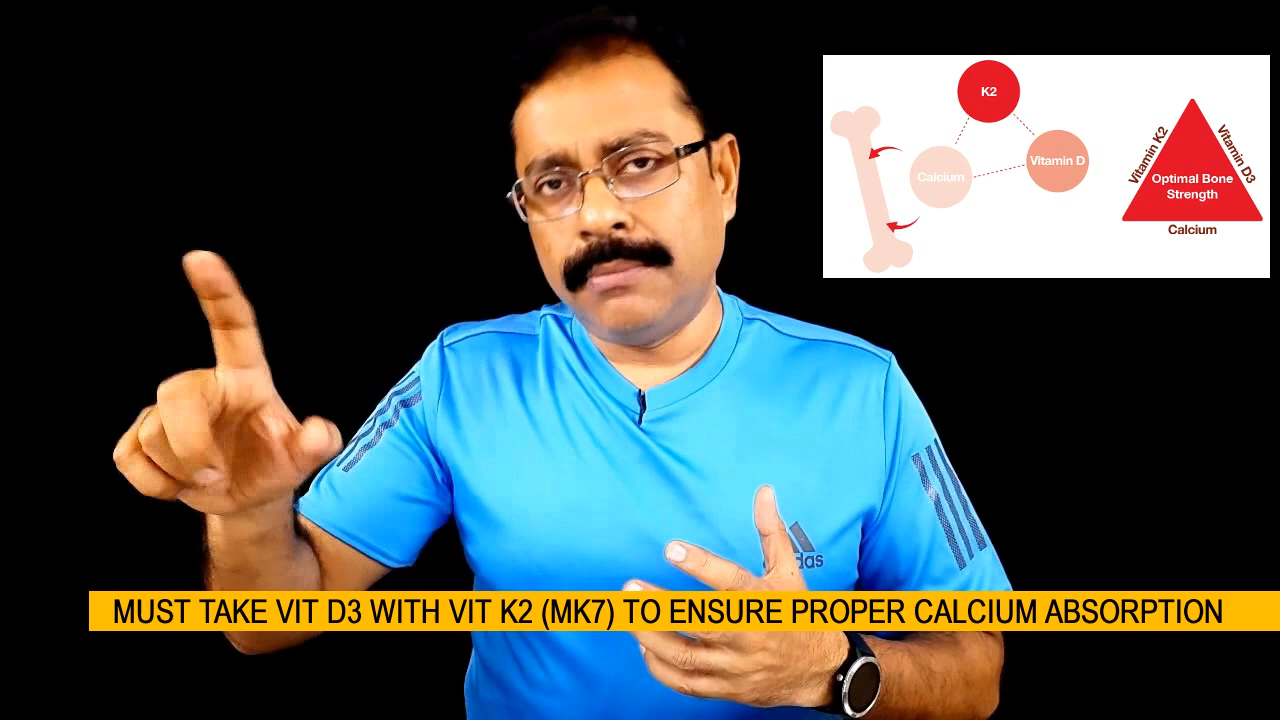 K2
Calcium
Vitamin D
Vitamin K2
Vitamin D3
Optimal Bone
Strength
Calcium
das
MUST TAKE VIT D3 WITH VIT K2 (MK7) TO ENSURE PROPER CALCIUM ABSORPTION